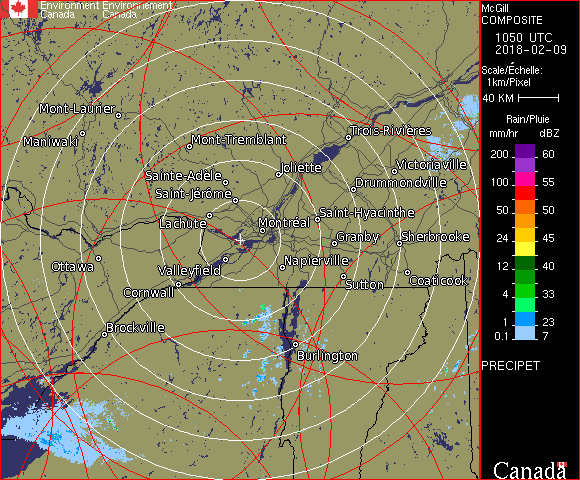 Environment Environnement
Canada Canada
McGill
COMPOSITE
1050 UTC
2018-02-09
Scale/Échelle:
1km/Pixel
40 KM
Rain/Pluie
mm/hr dBZ
200 60
55
100 55
50 50
24 45
12 40
4 33
1 23
0.1 7
PRECIPET
Canada
Mont-Laurier
Maniwaki
Mont-Tremblant
Trois-Rivières
Sainte-Adèle
Joliette
Victoriaville
Saint-Jérôme
Drummondville
Lachute
Montréal
Saint-Hyacinthe
Granby
Sherbrooke
Ottawa
Valleyfield
Napierville
Cornwall
Sutton
Coaticook
Brockville
Burlington